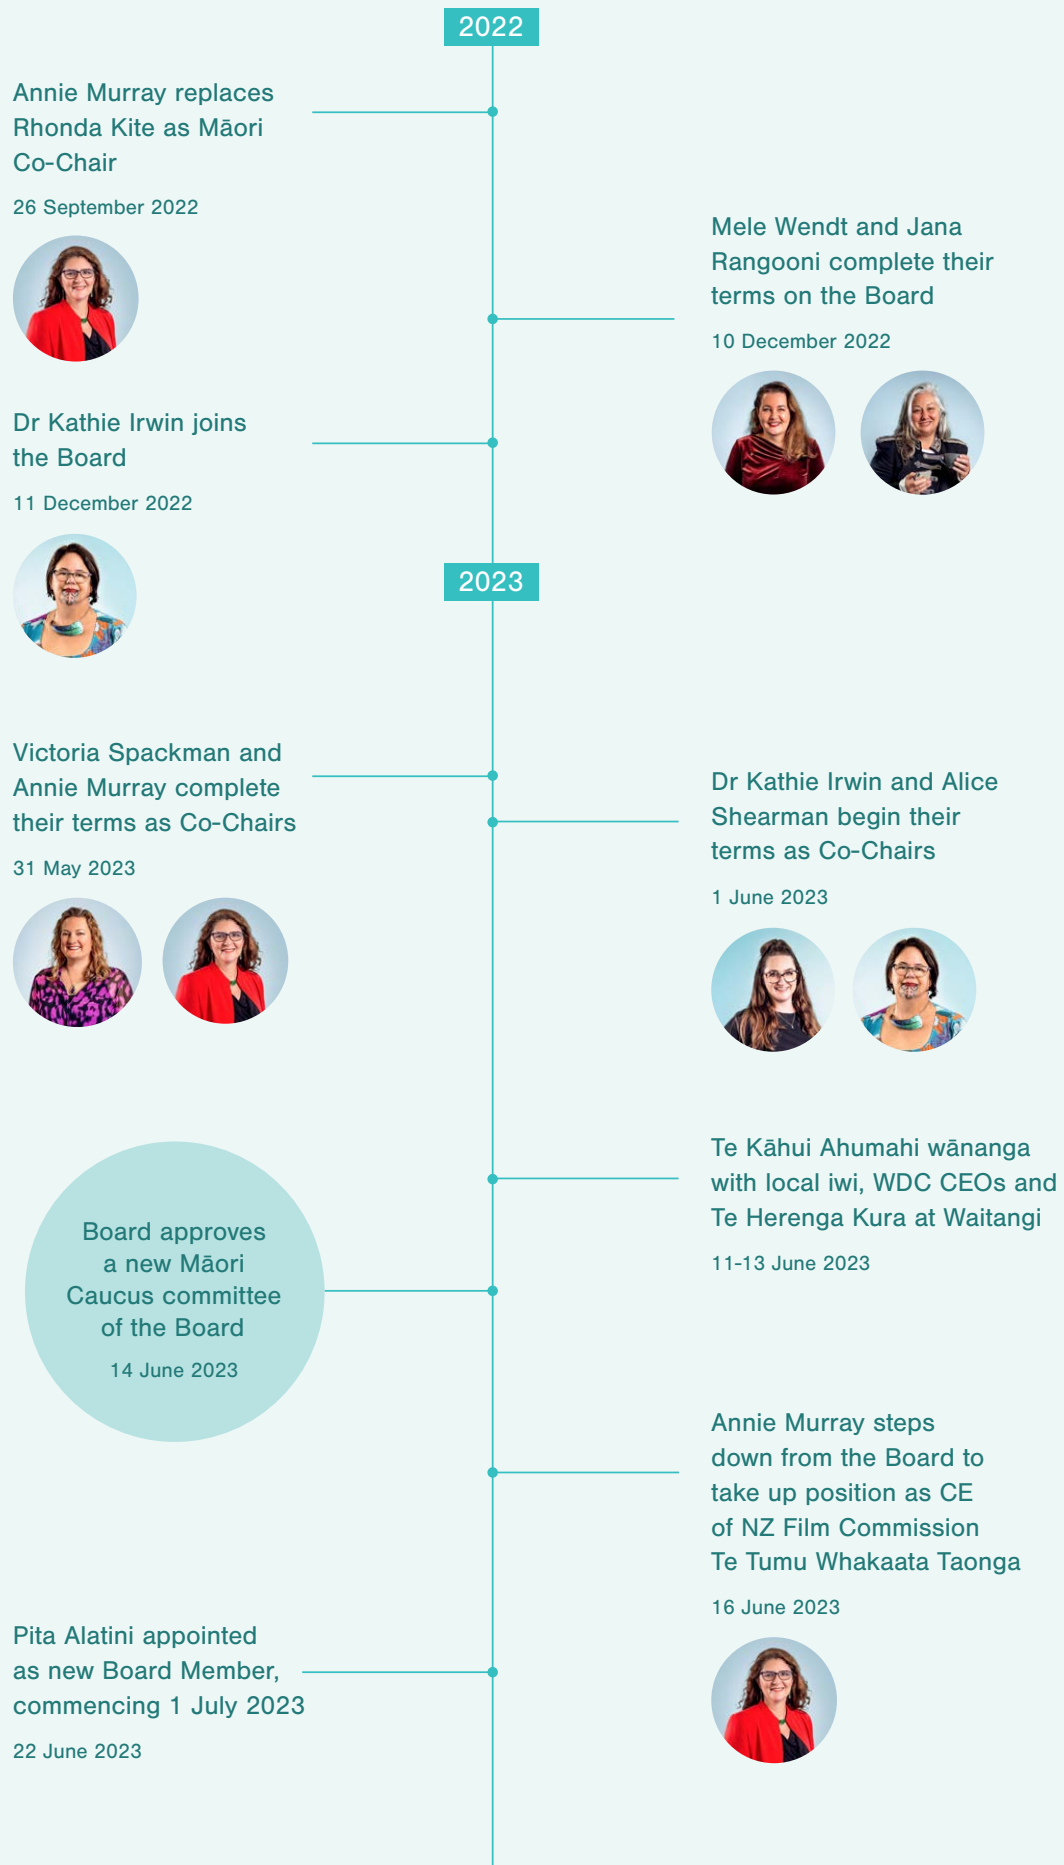 2022
Annie Murray replaces
Rhonda Kite as Māori
Co-Chair
26 September 2022
Mele Wendt and Jana
Rangooni complete their
terms on the Board
10 December 2022
Dr Kathie Irwin joins
the Board
11 December 2022
2023
Victoria Spackman and
Annie Murray complete
their terms as Co-Chairs
31 May 2023
Dr Kathie Irwin and Alice
Shearman begin their
terms as Co-Chairs
1 June 2023
Te Kāhui Ahumahi wānanga
with local iwi, WDC CEOs and
Te Herenga Kura at Waitangi
11-13 June 2023
Board approves
a new Māori
Caucus committee
of the Board
14 June 2023
Annie Murray steps
down from the Board to
take up position as CE
of NZ Film Commission
Te Tumu Whakaata Taonga
16 June 2023
Pita Alatini appointed
as new Board Member,
commencing 1 July 2023
22 June 2023